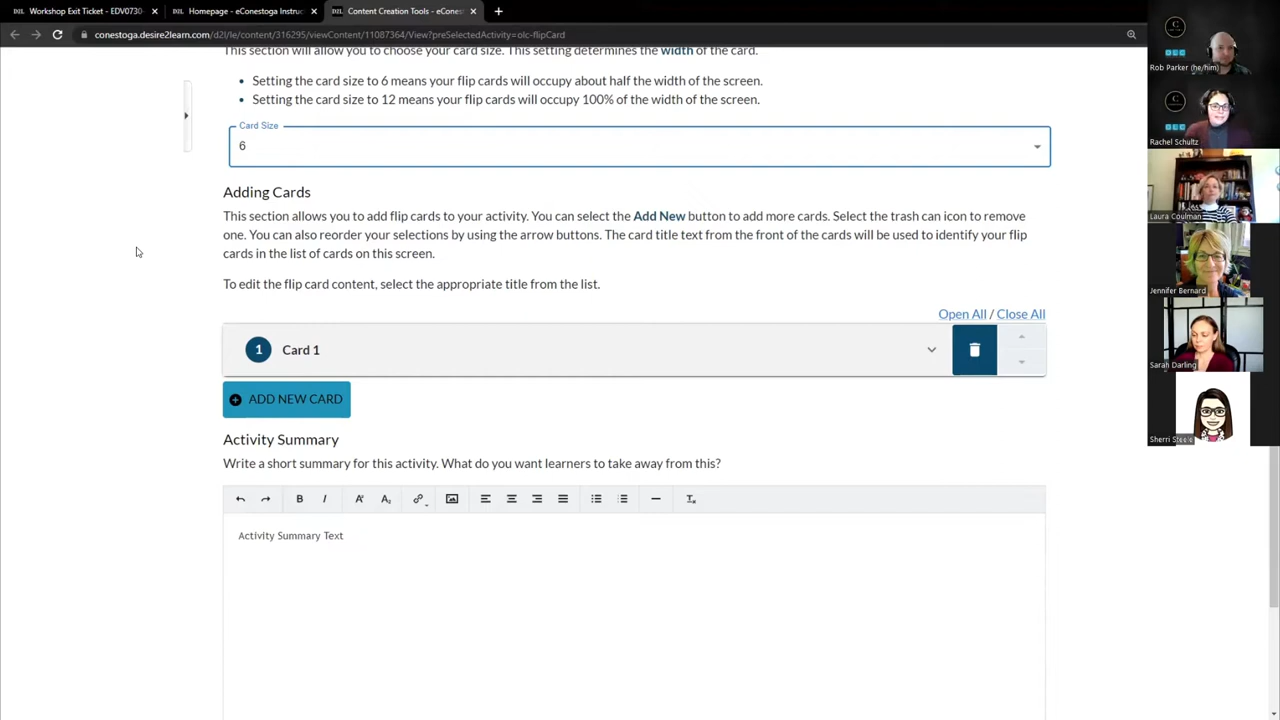 Workshop Exit Ticket - EDV0730-
Homepage - eConestoga Instruc
Content Creation Tools - eCones
conestoga.desire2learn.com/d2l/le/content/316295/viewContent/11087364/View?preSelectedActivity=olc-flipCard
This section will allow you to choose your card size. This setting determines the width of the card.
Setting the card size to 6 means your flip cards will occupy about half the width of the screen.
Setting the card size to 12 means your flip cards will occupy 100% of the width of the screen.
Card Size
6
Adding Cards
This section allows you to add flip cards to your activity. You can select the Add New button to add more cards. Select the trash can icon to remove
one. You can also reorder your selections by using the arrow buttons. The card title text from the front of the cards will be used to identify your flip
cards in the list of cards on this screen.
To edit the flip card content, select the appropriate title from the list.
Open All / Close All
1 Card 1
ADD NEW CARD
Activity Summary
Write a short summary for this activity. What do you want learners to take away from this?
Activity Summary Text
Rob Parker (he/him)
Rachel Schultz
Laura Coulman
Jennifer Bernard
Sarah Darling
Sherri Steele